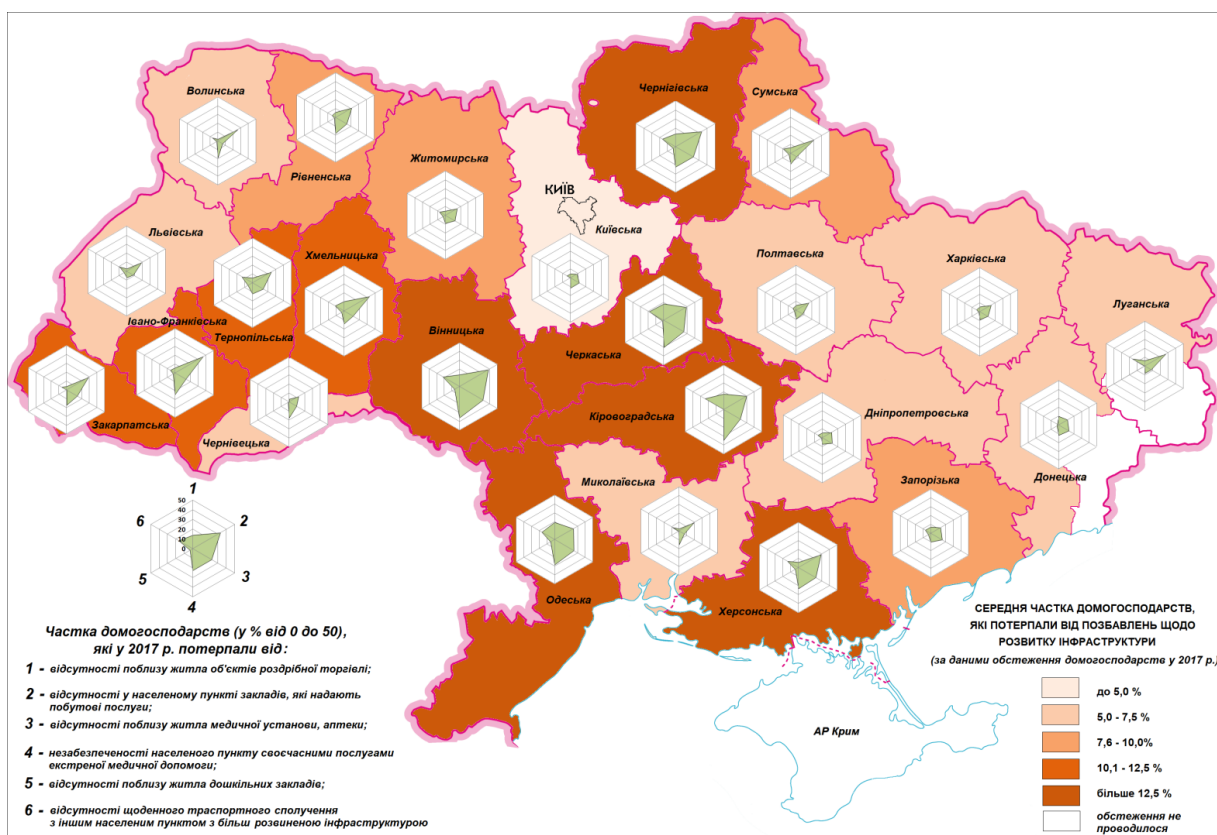 Волинська
Рівненська
Житомирська
Чернігівська
Сумська
КИЇВ
Київська
Львівська
Хмельницька
Полтавська
Харківська
Луганська
Івано-Франківська
Тернопільська
Вінницька
Черкаська
Закарпатська
Чернівецька
Кіровоградська
Дніпропетровська
Донецька
Миколаївська
Запорізька
Одеська
Херсонська
АР Крим
1
2
3
4
5
6
50
40
30
20
10
0
Частка домогосподарств (у % від 0 до 50),
які у 2017 р. потерпали від :
1 - відсутності поблизу житла об'єктів роздрібної торгівлі;
2 - відсутності у населеному пункті закладів, які надають
побутові послуги;
3 - відсутності поблизу житла медичної установи, аптеки;
4 - незабезпеченості населеного пункту своєчасними послугами
екстреної медичної допомоги;
5 - відсутності поблизу житла дошкільних закладів;
6 - відсутності щоденного траспортного сполучення
з іншим населеним пунктом з більш розвиненою інфраструктурою
СЕРЕДНЯ ЧАСТКА ДОМОГОСПОДАРСТВ,
ЯКІ ПОТЕРПАЛИ ВІД ПОЗБАВЛЕНЬ ЩОДО
РОЗВИТКУ ІНФРАСТРУКТУРИ
(за даними обстеження домогосподарств у 2017 р.)
до 5,0 %
5,0 - 7,5 %
7,6 - 10,0%
10,1 - 12,5 %
більше 12,5 %
обстеження не
проводилося